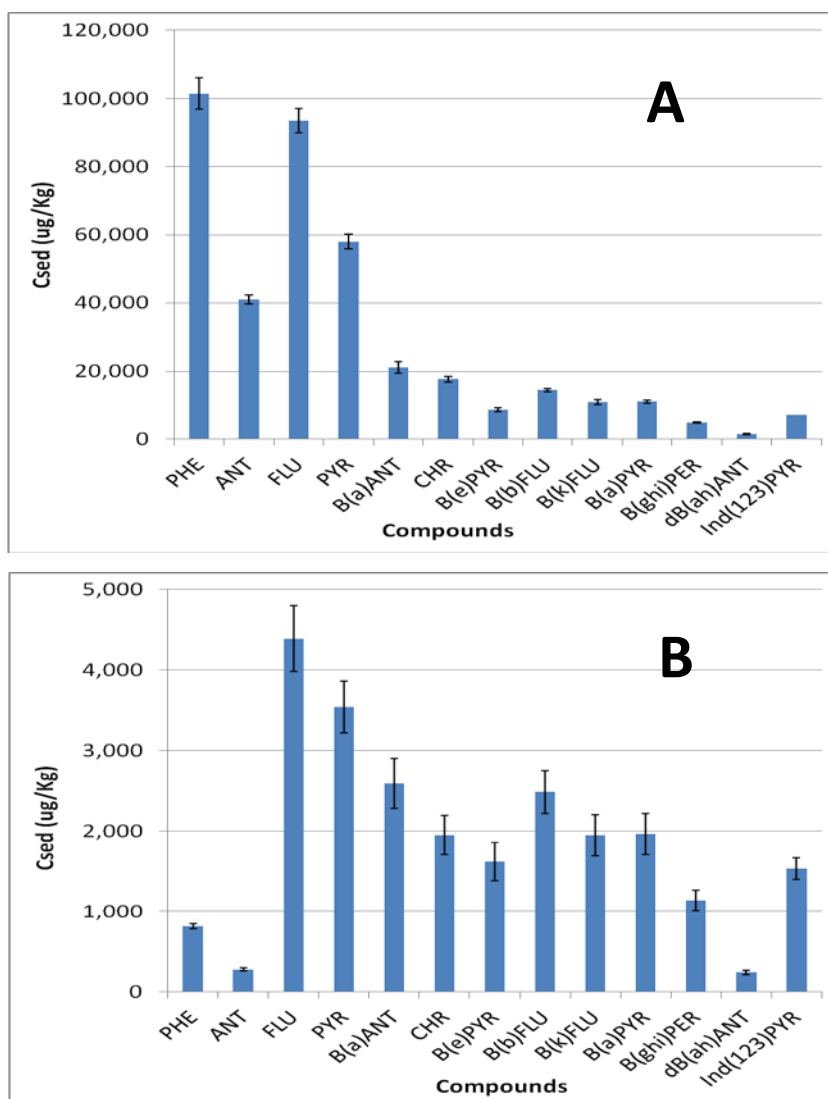 A
120,000
100,000
80,000
60,000
40,000
20,000
0
Csed (ug/Kg)
PHE
ANT
FLU
PYR
B(a)ANT
CHR
B(e)PYR
B(b)FLU
B(k)FLU
B(a)PYR
B(ghi)PER
dB(ah)ANT
Ind(123)PYR
Compounds
B
5,000
4,000
3,000
2,000
1,000
0
Csed (ug/Kg)
PHE
ANT
FLU
PYR
B(a)ANT
CHR
B(e)PYR
B(b)FLU
B(k)FLU
B(a)PYR
B(ghi)PER
dB(ah)ANT
Ind(123)PYR
Compounds